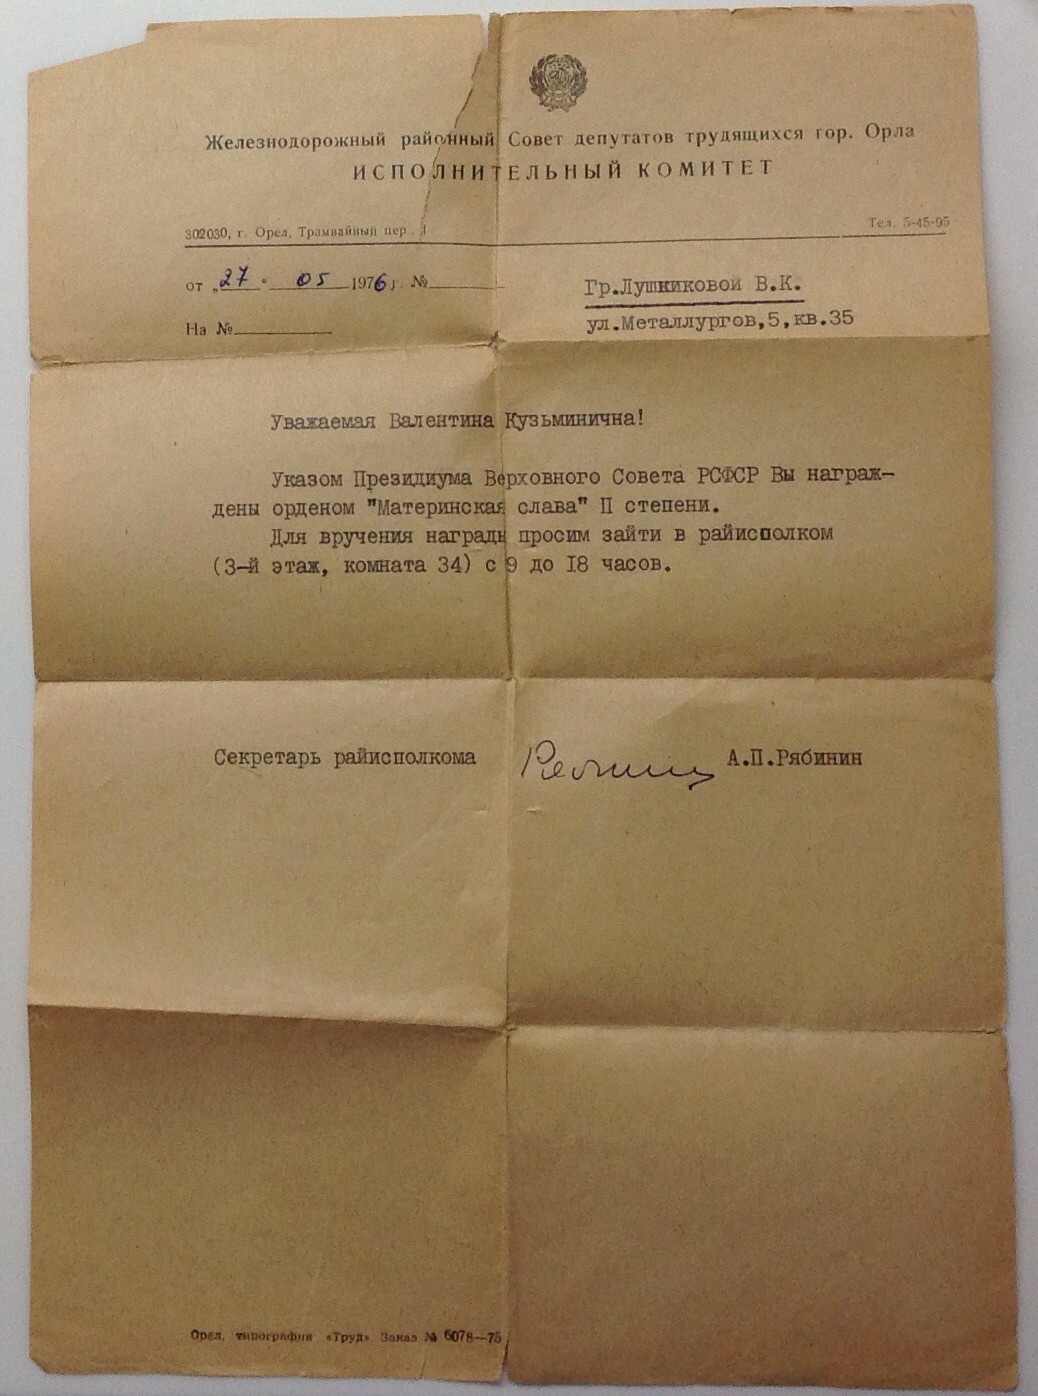 Железнодорожный районный Совет депутатов трудящихся гор. Орла
ИСПОЛНИТЕЛЬНЫЙ КОМИТЕТ
302030, г. Орел, Трамвайный пер., 1 Тел. 5-45-95
от „27" 05 1976 г. №
На №
Гр.Лушниковой В.К.
ул.Металлургов,5,кв.35
Уважаемая Валентина Кузьминична!
Указом Президиума Верховного Совета РСФСР Вы награж-
дены орденом "Материнская слава" II степени.
Для вручения награды просим зайти в райисполком
(3-й этаж, комната 34) с 9 до 18 часов.
Секретарь райисполкома Рябинин А.П.Рябинин
Орел, типография «Труд» Заказ № 6078—75